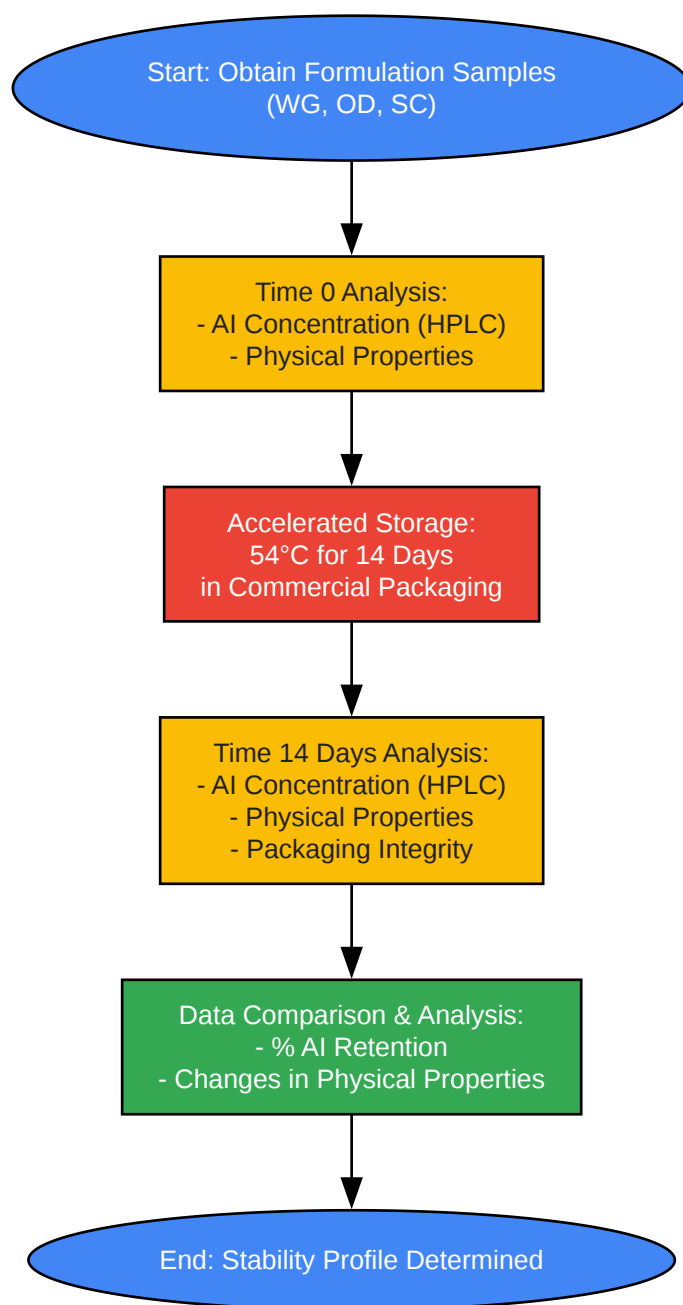 Start: Obtain Formulation Samples
(WG, OD, SC)
Time 0 Analysis:
- AI Concentration (HPLC)
- Physical Properties
Accelerated Storage:
54°C for 14 Days
in Commercial Packaging
Time 14 Days Analysis:
- AI Concentration (HPLC)
- Physical Properties
- Packaging Integrity
Data Comparison & Analysis:
- % AI Retention
- Changes in Physical Properties
End: Stability Profile Determined